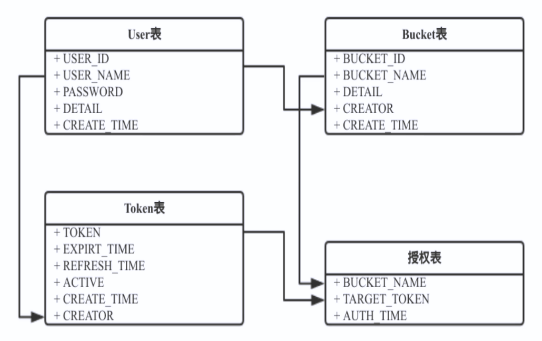 User表
+ USER_ID
+ USER_NAME
+ PASSWORD
+ DETAIL
+ CREATE_TIME
Bucket表
+ BUCKET_ID
+ BUCKET_NAME
+ DETAIL
+ CREATOR
+ CREATE_TIME
Token表
+ TOKEN
+ EXPIRT_TIME
+ REFRESH_TIME
+ ACTIVE
+ CREATE_TIME
+ CREATOR
授权表
+ BUCKET_NAME
+ TARGET_TOKEN
+ AUTH_TIME